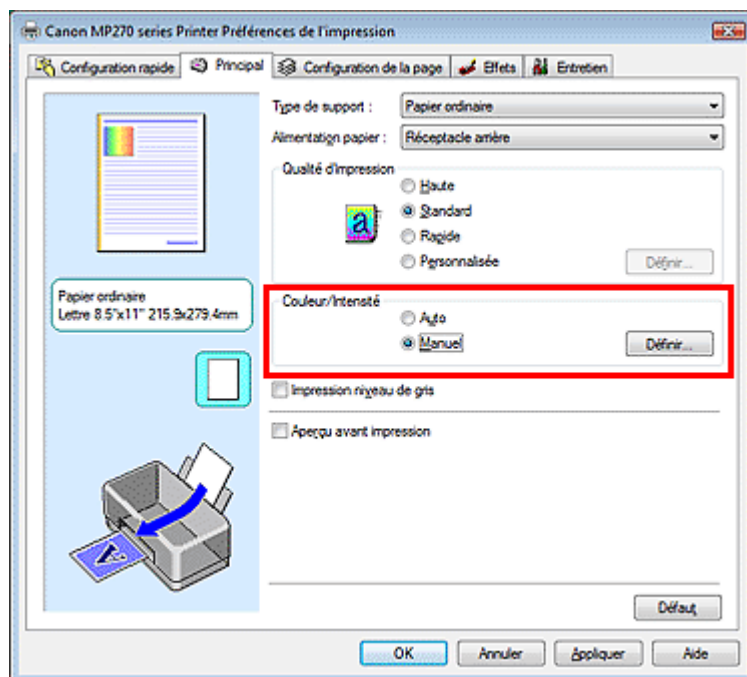 Canon MP270 series Printer Préférences de l'impression
Configuration rapide Principal Configuration de la page Effets Entretien
Type de support : Papier ordinaire
Alimentation papier : Réceptacle arrière
Qualité d'impression
Haute
a Standard
Rapide
Personnalisée Définir...
Papier ordinaire
Lettre 8.5"x11" 215.9x279.4mm
Couleur/Intensité
Auto
Manuel Définir...
Impression niveau de gris
Aperçu avant impression
A
Défaut
OK Annuler Appliquer Aide